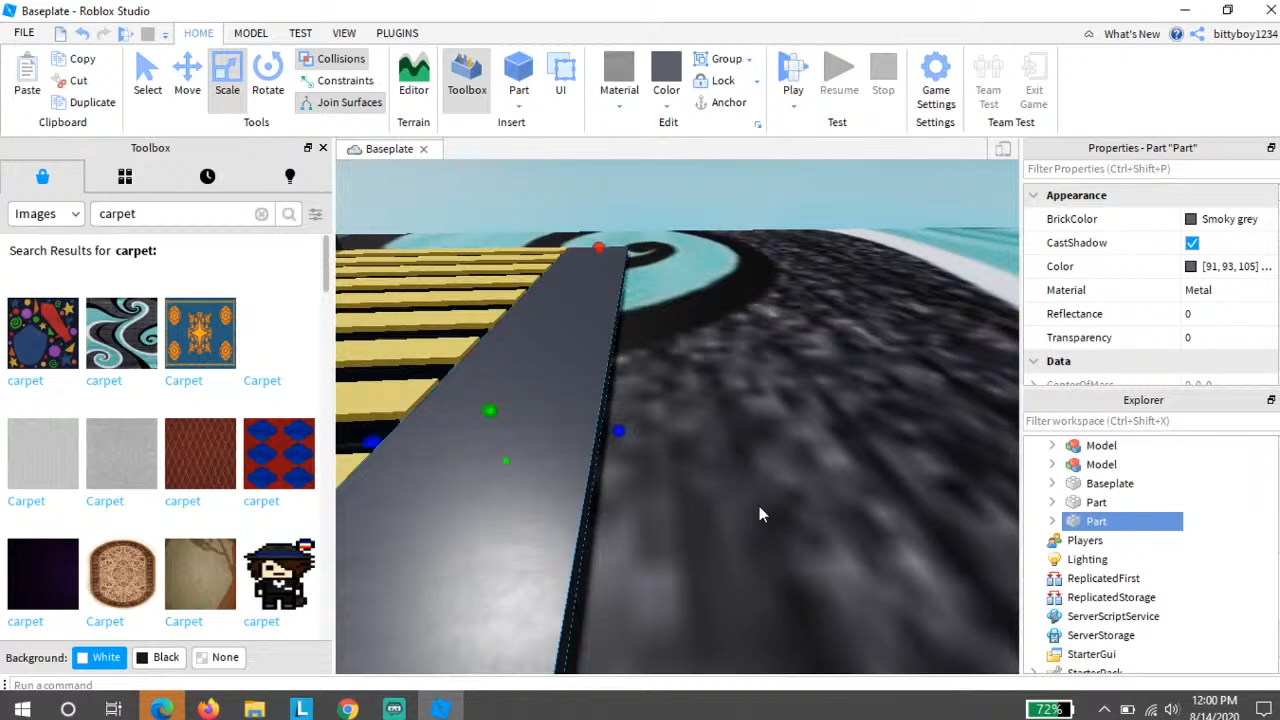 Baseplate - Roblox Studio
FILE HOME MODEL TEST VIEW PLUGINS What's New bittyboy1234
Paste Copy Cut Duplicate Clipboard
Select Move Scale Rotate Collisions Constraints Join Surfaces Tools
Editor Terrain
Toolbox Part UI Insert
Material Color Group Lock Anchor Edit
Play Resume Stop Test
Game Settings Settings
Team Test Exit Game Team Test
Toolbox
Images carpet
Search Results for carpet:
carpet carpet Carpet Carpet
Carpet Carpet carpet carpet
carpet Carpet Carpet carpet
Background: White Black None
Run a command
Baseplate
Properties - Part "Part"
Filter Properties (Ctrl+Shift+P)
Appearance
BrickColor Smoky grey
CastShadow
Color [91, 93, 105] ...
Material Metal
Reflectance 0
Transparency 0
Data
CenterOfMass 0, 0, 0
Explorer
Filter workspace (Ctrl+Shift+X)
Model
Model
Baseplate
Part
Part
Players
Lighting
ReplicatedFirst
ReplicatedStorage
ServerScriptService
ServerStorage
StarterGui
StarterPack
72%
12:00 PM
8/14/2020